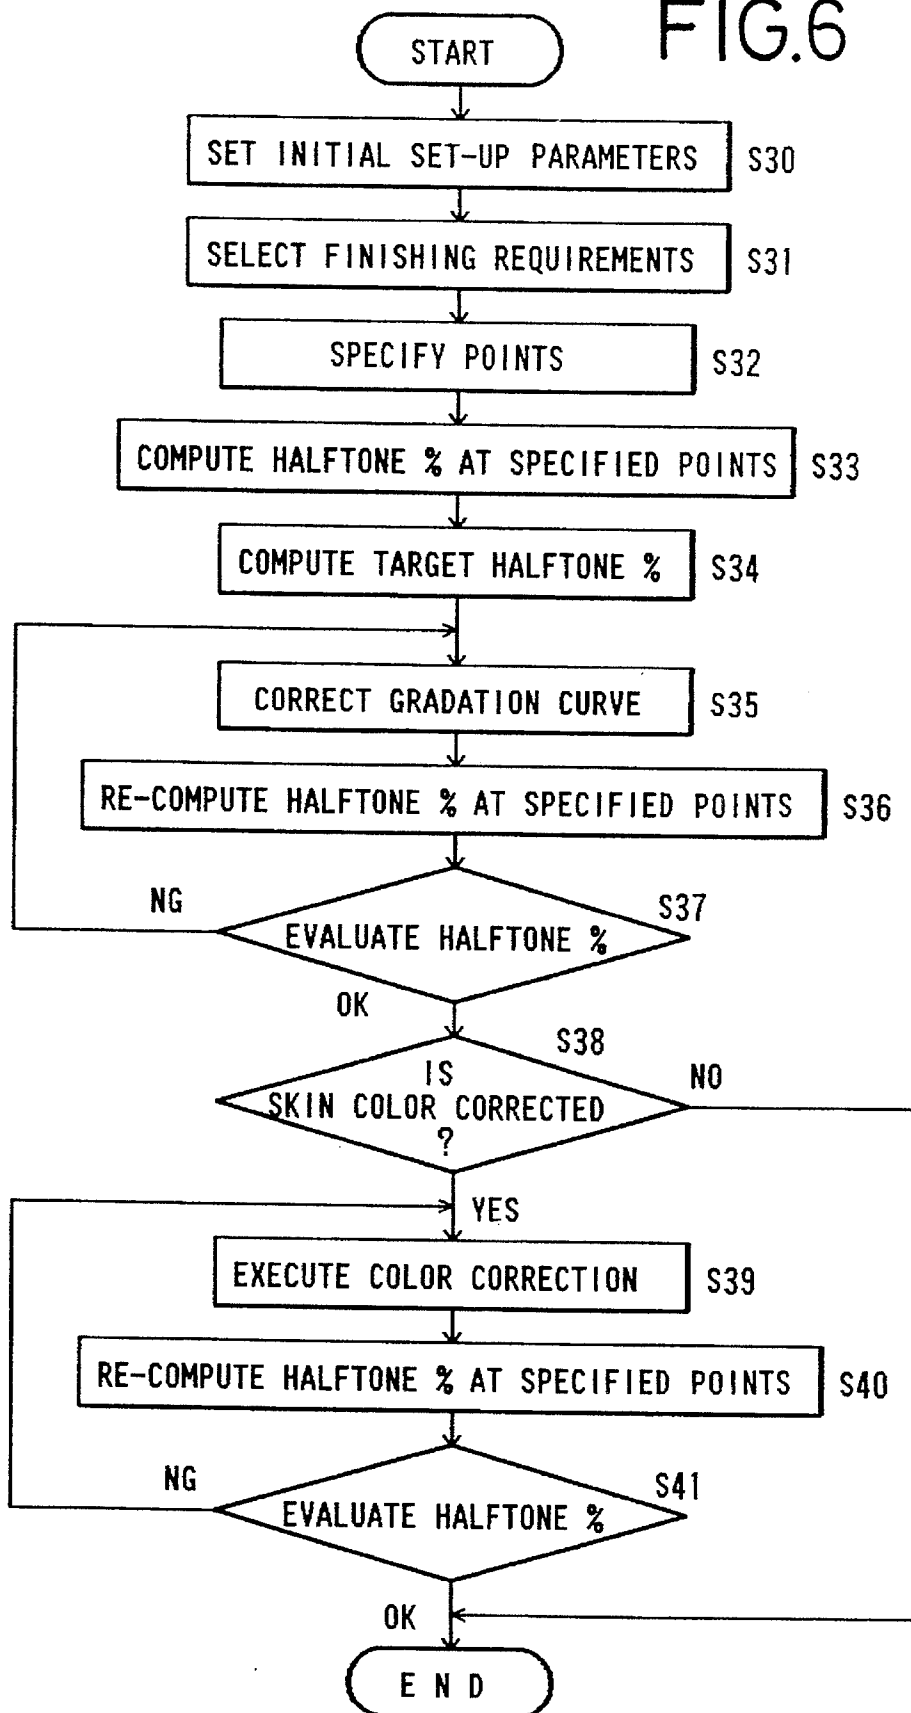 FIG.6
START
SET INITIAL SET-UP PARAMETERS S30
SELECT FINISHING REQUIREMENTS S31
SPECIFY POINTS S32
COMPUTE HALFTONE % AT SPECIFIED POINTS S33
COMPUTE TARGET HALFTONE % S34
CORRECT GRADATION CURVE S35
RE-COMPUTE HALFTONE % AT SPECIFIED POINTS S36
NG
S37
EVALUATE HALFTONE %
OK
S38
IS
NO
SKIN COLOR CORRECTED
?
YES
EXECUTE COLOR CORRECTION S39
RE-COMPUTE HALFTONE % AT SPECIFIED POINTS S40
NG
S41
EVALUATE HALFTONE %
OK
END